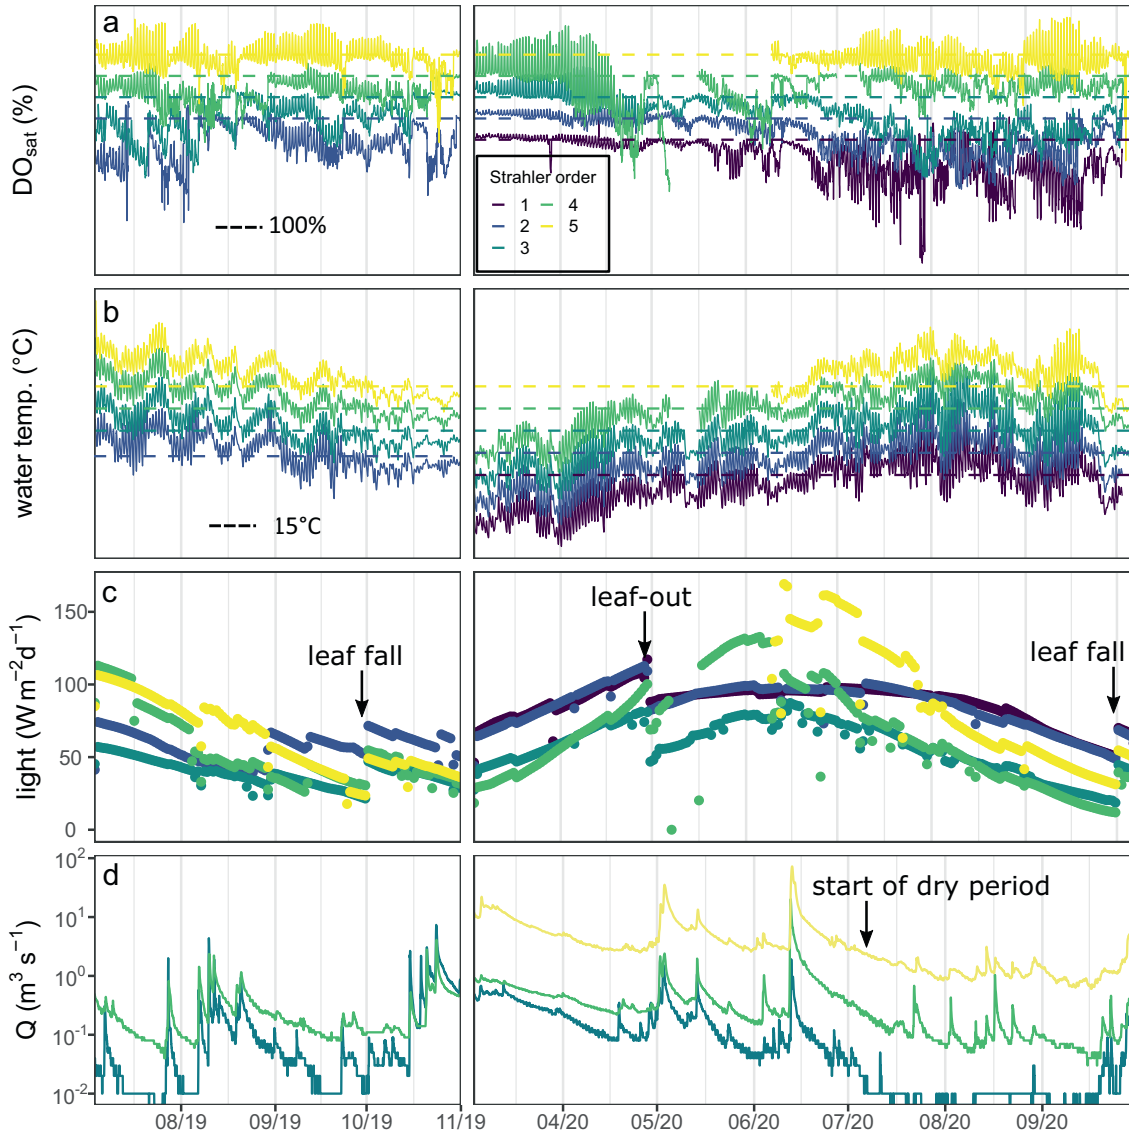 a
DOsat (%)
100%
Strahler order
1 4
2 5
3
b
water temp. (°C)
15°C
c
light (W m⁻² d⁻¹)
150
100
50
0
leaf fall
leaf-out
leaf fall
d
Q (m³ s⁻¹)
10²
10¹
10⁰
10⁻¹
10⁻²
start of dry period
08/19 09/19 10/19 11/19 04/20 05/20 06/20 07/20 08/20 09/20